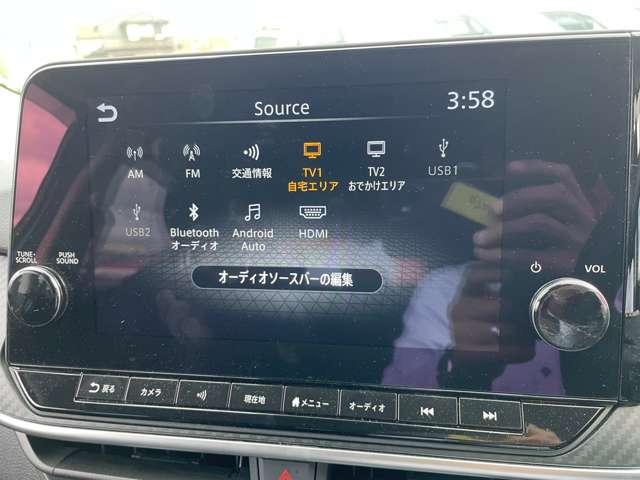 Source
3:58
AM
FM
交通情報
TV1
自宅エリア
TV2
おでかけエリア
USB1
USB2
Bluetooth
オーディオ
Android
Auto
HDMI
TUNE•
SCROLL
PUSH
SOUND
オーディオソースバーの編集
VOL
戻る
カメラ
現在地
メニュー
オーディオ